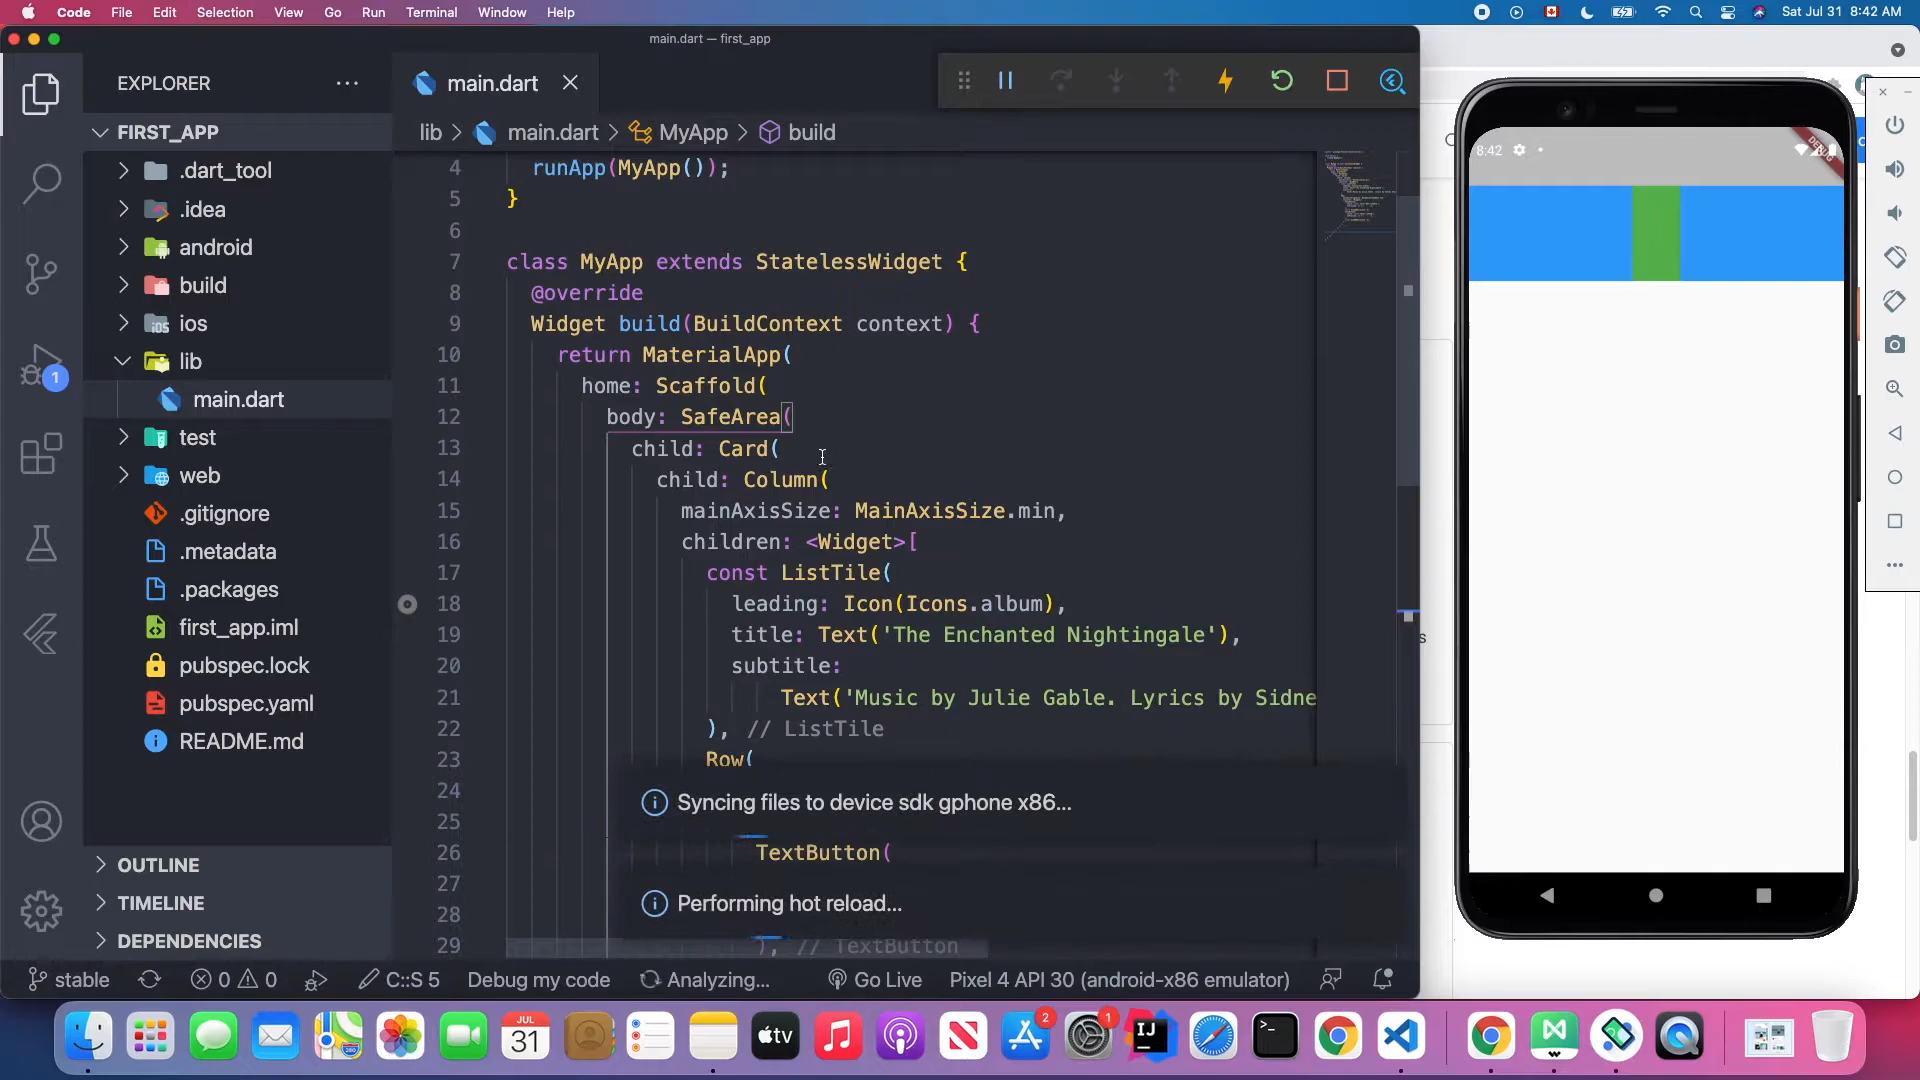 Code File Edit Selection View Go Run Terminal Window Help Sat Jul 31 8:42 AM
main.dart — first_app
EXPLORER
FIRST_APP
.dart_tool
.idea
android
build
ios
lib
main.dart
test
web
.gitignore
.metadata
.packages
first_app.iml
pubspec.lock
pubspec.yaml
README.md
OUTLINE
TIMELINE
DEPENDENCIES
main.dart
lib > main.dart > MyApp > build
4 runApp(MyApp());
5 }
6
7 class MyApp extends StatelessWidget {
8 @override
9 Widget build(BuildContext context) {
10 return MaterialApp(
11 home: Scaffold(
12 body: SafeArea(
13 child: Card(
14 child: Column(
15 mainAxisSize: MainAxisSize.min,
16 children: <Widget>[
17 const ListTile(
18 leading: Icon(Icons.album),
19 title: Text('The Enchanted Nightingale'),
20 subtitle:
21 Text('Music by Julie Gable. Lyrics by Sidne
22 ), // ListTile
23 Row(
24
25
26 TextButton(
27
28
29 ), // TextButton
Syncing files to device sdk gphone x86...
Performing hot reload...
1
stable 0 0 C::S 5 Debug my code Analyzing... Go Live Pixel 4 API 30 (android-x86 emulator)
8:42
DEBUG
JUL
31
tv
2
1
IJ